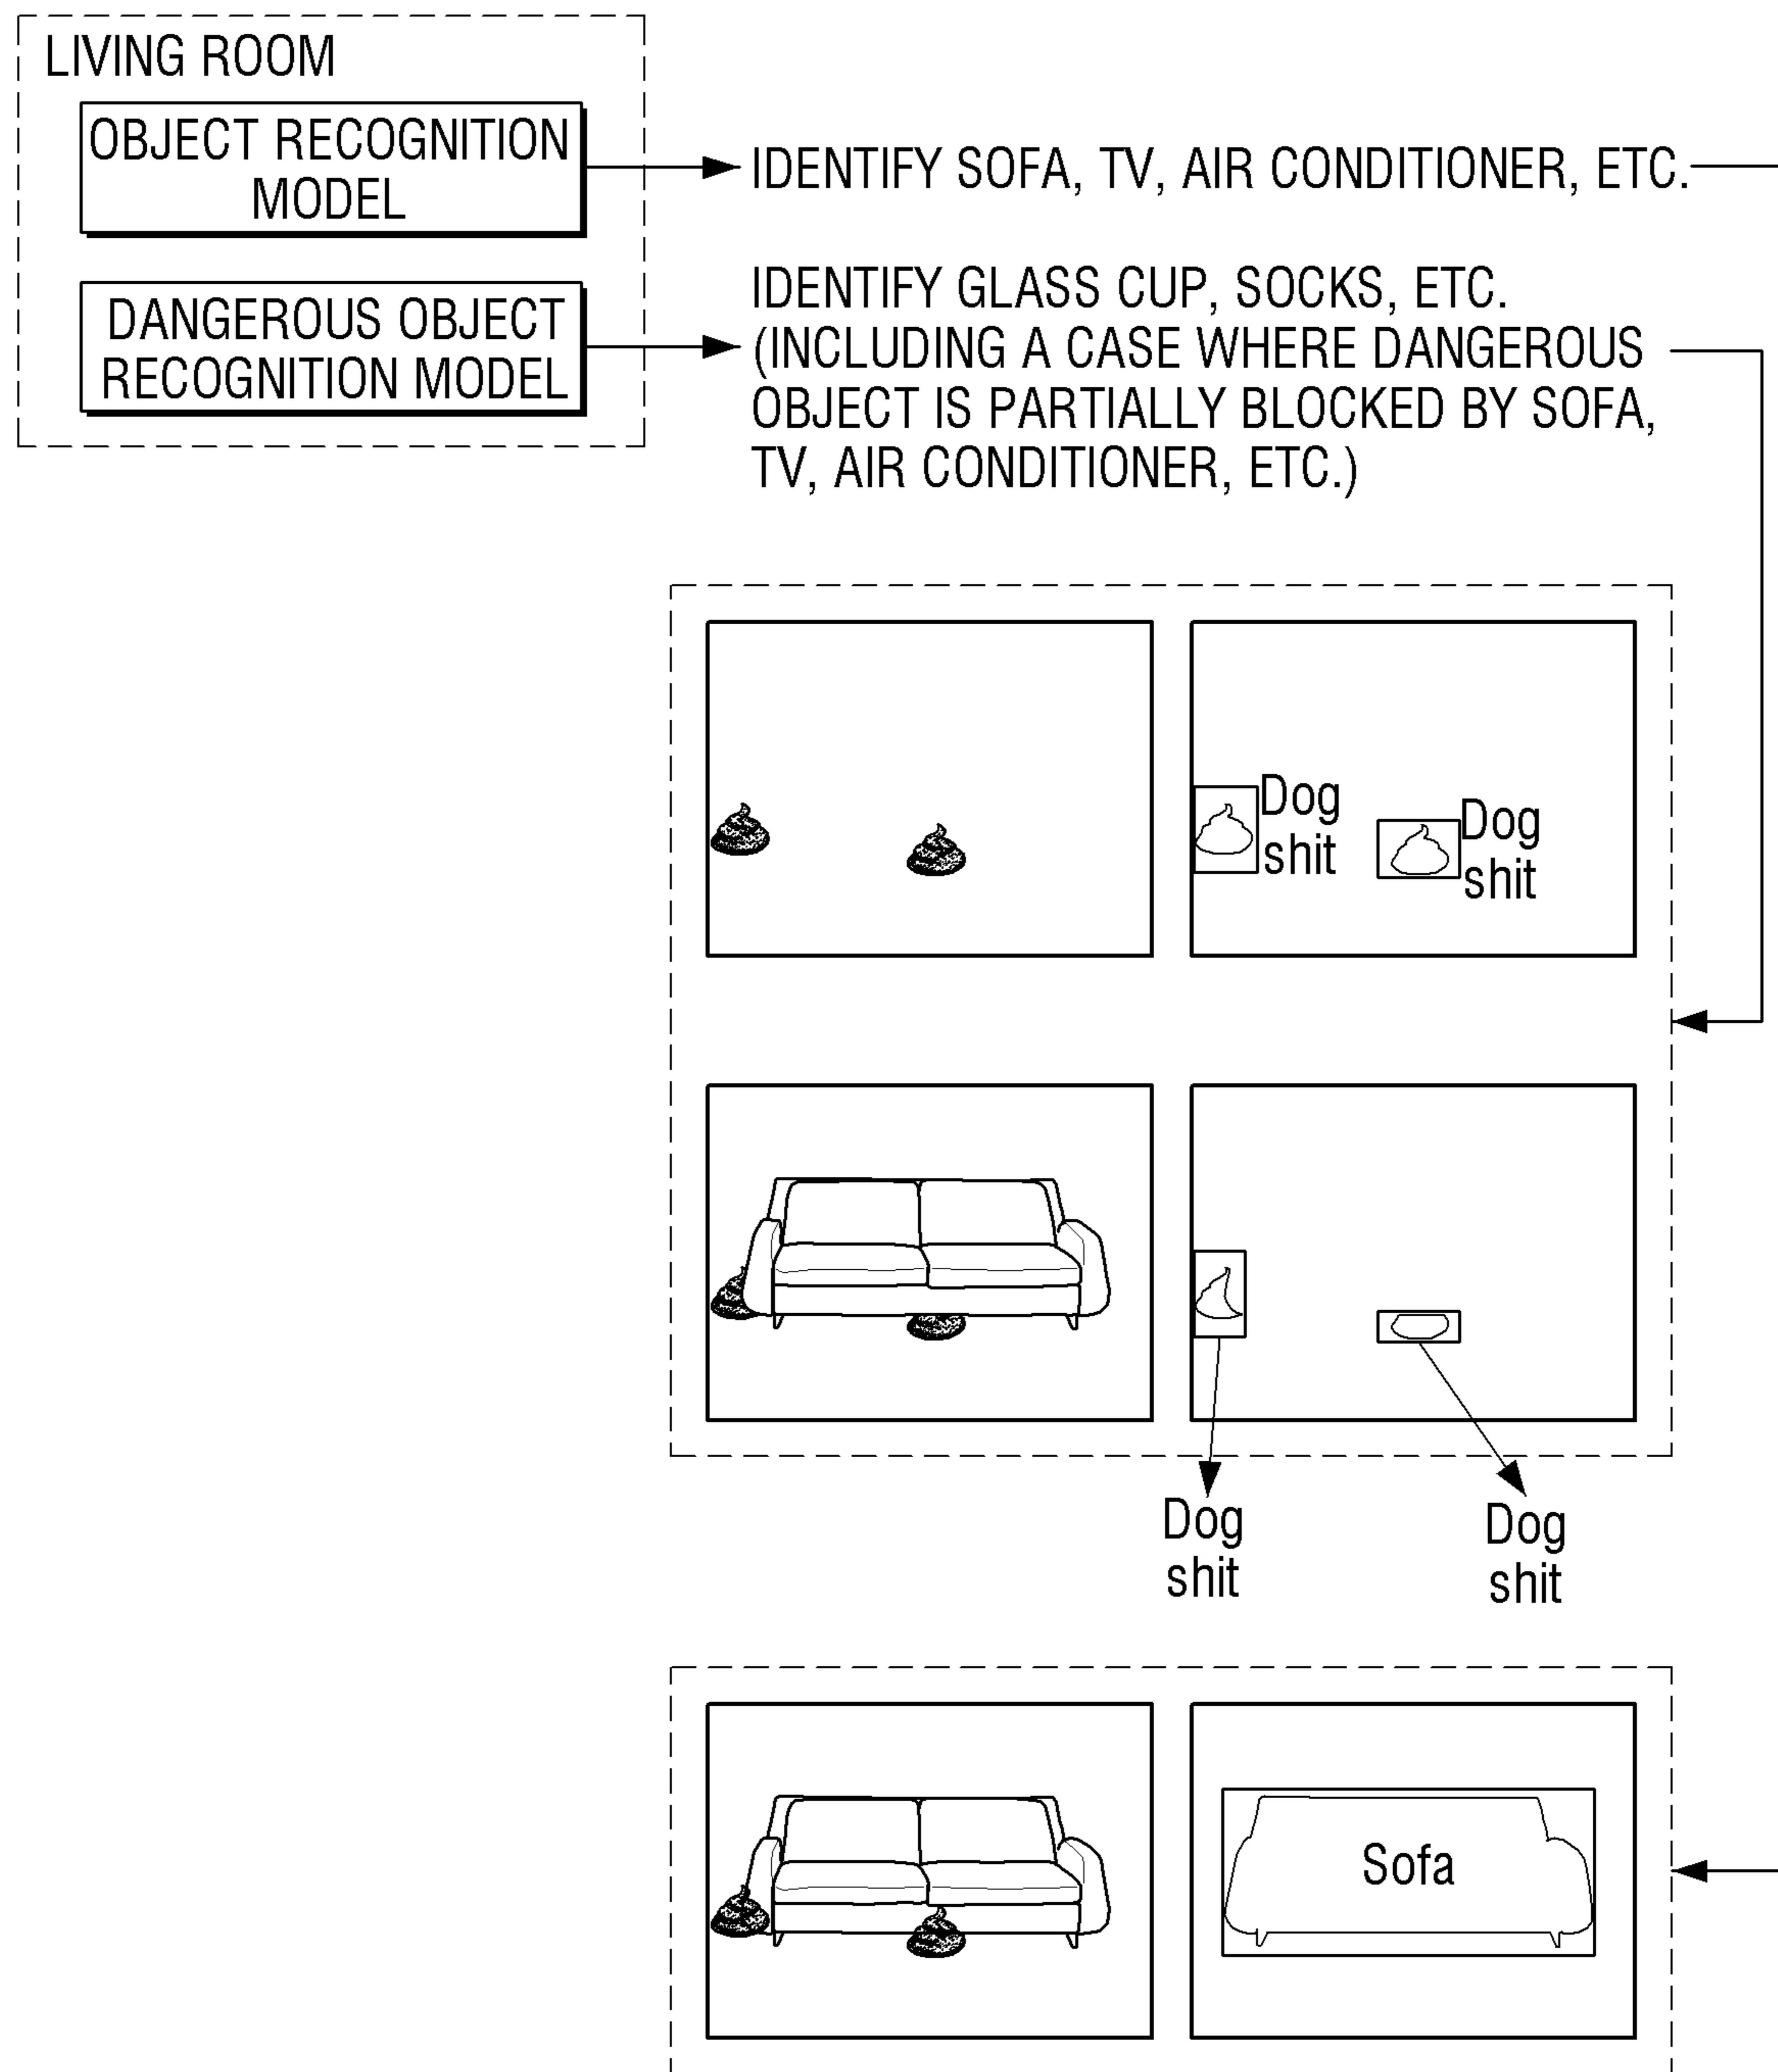 LIVING ROOM
OBJECT RECOGNITION
MODEL
IDENTIFY SOFA, TV, AIR CONDITIONER, ETC.
DANGEROUS OBJECT
RECOGNITION MODEL
IDENTIFY GLASS CUP, SOCKS, ETC.
(INCLUDING A CASE WHERE DANGEROUS
OBJECT IS PARTIALLY BLOCKED BY SOFA,
TV, AIR CONDITIONER, ETC.)
Dog
shit
Dog
shit
Dog
shit
Dog
shit
Sofa